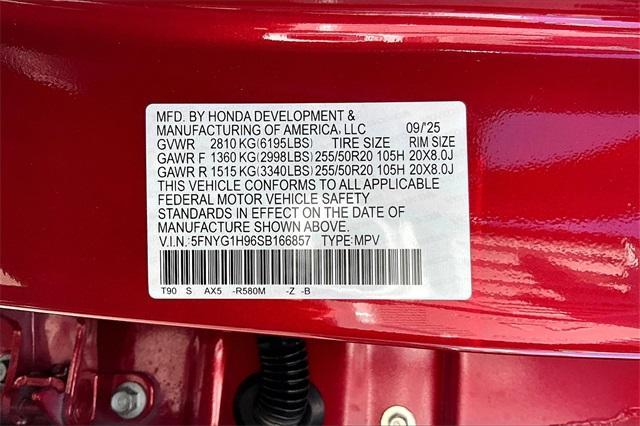 MFD. BY HONDA DEVELOPMENT &
MANUFACTURING OF AMERICA, LLC 09/'25
GVWR 2810 KG(6195LBS) TIRE SIZE RIM SIZE
GAWR F 1360 KG(2998LBS) 255/50R20 105H 20X8.0J
GAWR R 1515 KG(3340LBS) 255/50R20 105H 20X8.0J
THIS VEHICLE CONFORMS TO ALL APPLICABLE
FEDERAL MOTOR VEHICLE SAFETY
STANDARDS IN EFFECT ON THE DATE OF
MANUFACTURE SHOWN ABOVE.
V.I.N.: 5FNYG1H96SB166857 TYPE: MPV
T90 S AX5 -R580M -Z -B